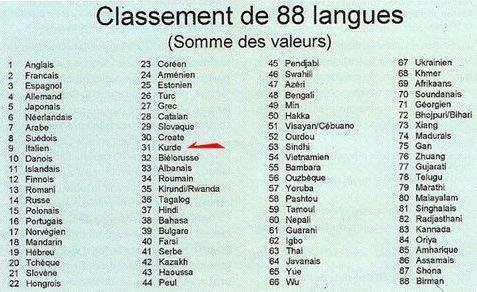 Classement de 88 langues
(Somme des valeurs)
1 Anglais
2 Francais
3 Espagnol
4 Allemand
5 Japonais
6 Néerlandais
7 Arabe
8 Suédois
9 Italien
10 Danois
11 Islandais
12 Finnois
13 Romani
14 Russe
15 Polonais
16 Portugais
17 Norvégien
18 Mandarin
19 Hébreu
20 Tchèque
21 Slovène
22 Hongrois
23 Coréen
24 Arménien
25 Estonien
26 Turc
27 Grec
28 Catalan
29 Slovaque
30 Croate
31 Kurde
32 Biélorusse
33 Albanais
34 Roumain
35 Kirundi/Rwanda
36 Tagalog
37 Hindi
38 Bahasa
39 Bulgare
40 Farsi
41 Serbe
42 Kazakh
43 Haoussa
44 Peul
45 Pendjabi
46 Swahili
47 Azéri
48 Bengali
49 Min
50 Hakka
51 Visayan/Cébuano
52 Ourdou
53 Sindhi
54 Vietnamien
55 Bambara
56 Ouzbèque
57 Yoruba
58 Pashtou
59 Tamoul
60 Nepali
61 Guarani
62 Igbo
63 Thai
64 Javanais
65 Yue
66 Wu
67 Ukrainien
68 Khmer
69 Afrikaans
70 Soundanais
71 Géorgien
72 Bhojpuri/Bihari
73 Xiang
74 Madurais
75 Gan
76 Zhuang
77 Gujarati
78 Telugu
79 Marathi
80 Malayalam
81 Singhalais
82 Radjasthani
83 Kannada
84 Oriya
85 Amharique
86 Assamais
87 Shona
88 Birman